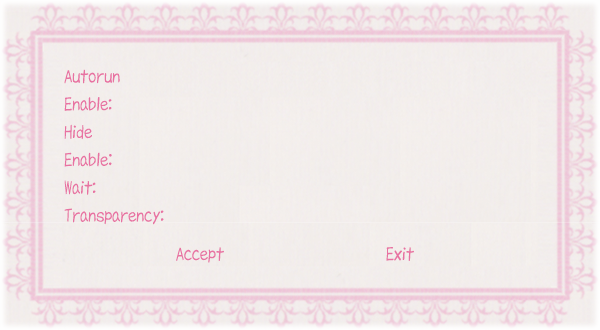 Autorun
Enable:
Hide
Enable:
Wait:
Transparency:
Accept Exit